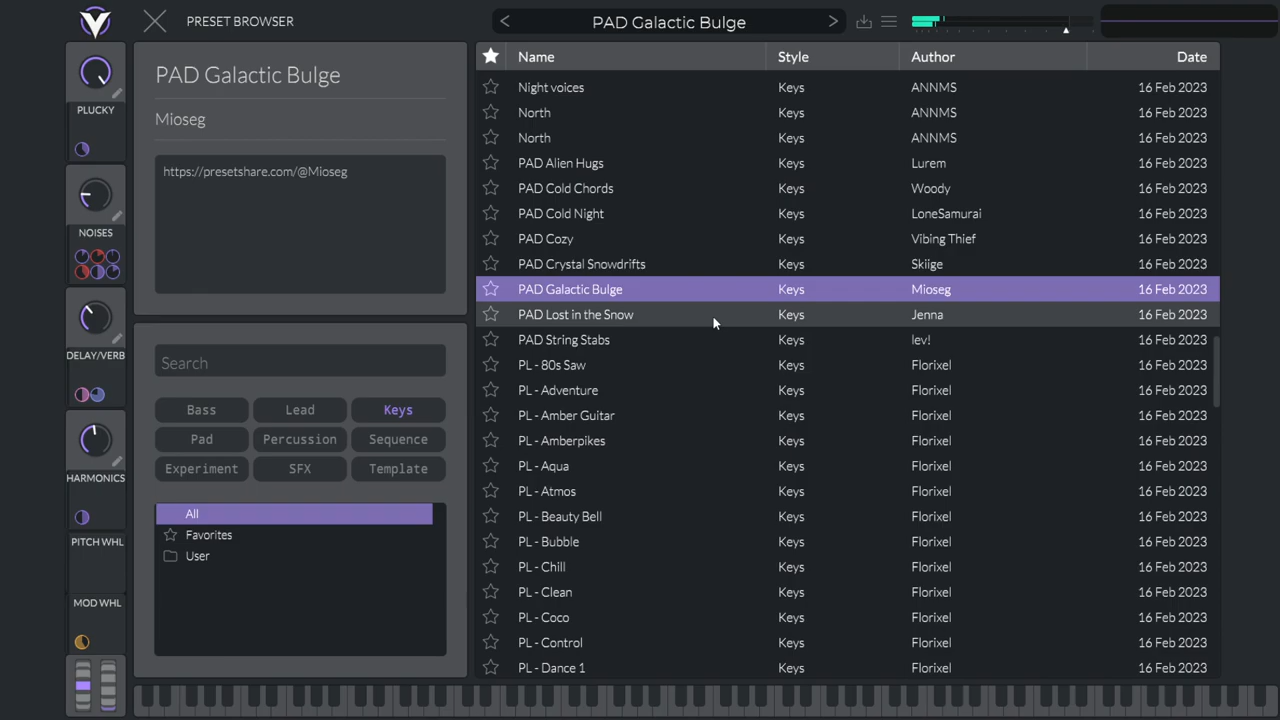 PRESET BROWSER
PAD Galactic Bulge
PLUCKY
NOISES
DELAY/VERB
HARMONICS
PITCH WHL
MOD WHL
PAD Galactic Bulge
Mioseg
https://presetshare.com/@Mioseg
Search
Bass Lead Keys
Pad Percussion Sequence
Experiment SFX Template
All
Favorites
User
Name Style Author Date
Night voices Keys ANNMS 16 Feb 2023
North Keys ANNMS 16 Feb 2023
North Keys ANNMS 16 Feb 2023
PAD Alien Hugs Keys Lurem 16 Feb 2023
PAD Cold Chords Keys Woody 16 Feb 2023
PAD Cold Night Keys LoneSamurai 16 Feb 2023
PAD Cozy Keys Vibing Thief 16 Feb 2023
PAD Crystal Snowdrifts Keys Skiige 16 Feb 2023
PAD Galactic Bulge Keys Mioseg 16 Feb 2023
PAD Lost in the Snow Keys Jenna 16 Feb 2023
PAD String Stabs Keys lev! 16 Feb 2023
PL - 80s Saw Keys Florixel 16 Feb 2023
PL - Adventure Keys Florixel 16 Feb 2023
PL - Amber Guitar Keys Florixel 16 Feb 2023
PL - Amberpikes Keys Florixel 16 Feb 2023
PL - Aqua Keys Florixel 16 Feb 2023
PL - Atmos Keys Florixel 16 Feb 2023
PL - Beauty Bell Keys Florixel 16 Feb 2023
PL - Bubble Keys Florixel 16 Feb 2023
PL - Chill Keys Florixel 16 Feb 2023
PL - Clean Keys Florixel 16 Feb 2023
PL - Coco Keys Florixel 16 Feb 2023
PL - Control Keys Florixel 16 Feb 2023
PL - Dance 1 Keys Florixel 16 Feb 2023